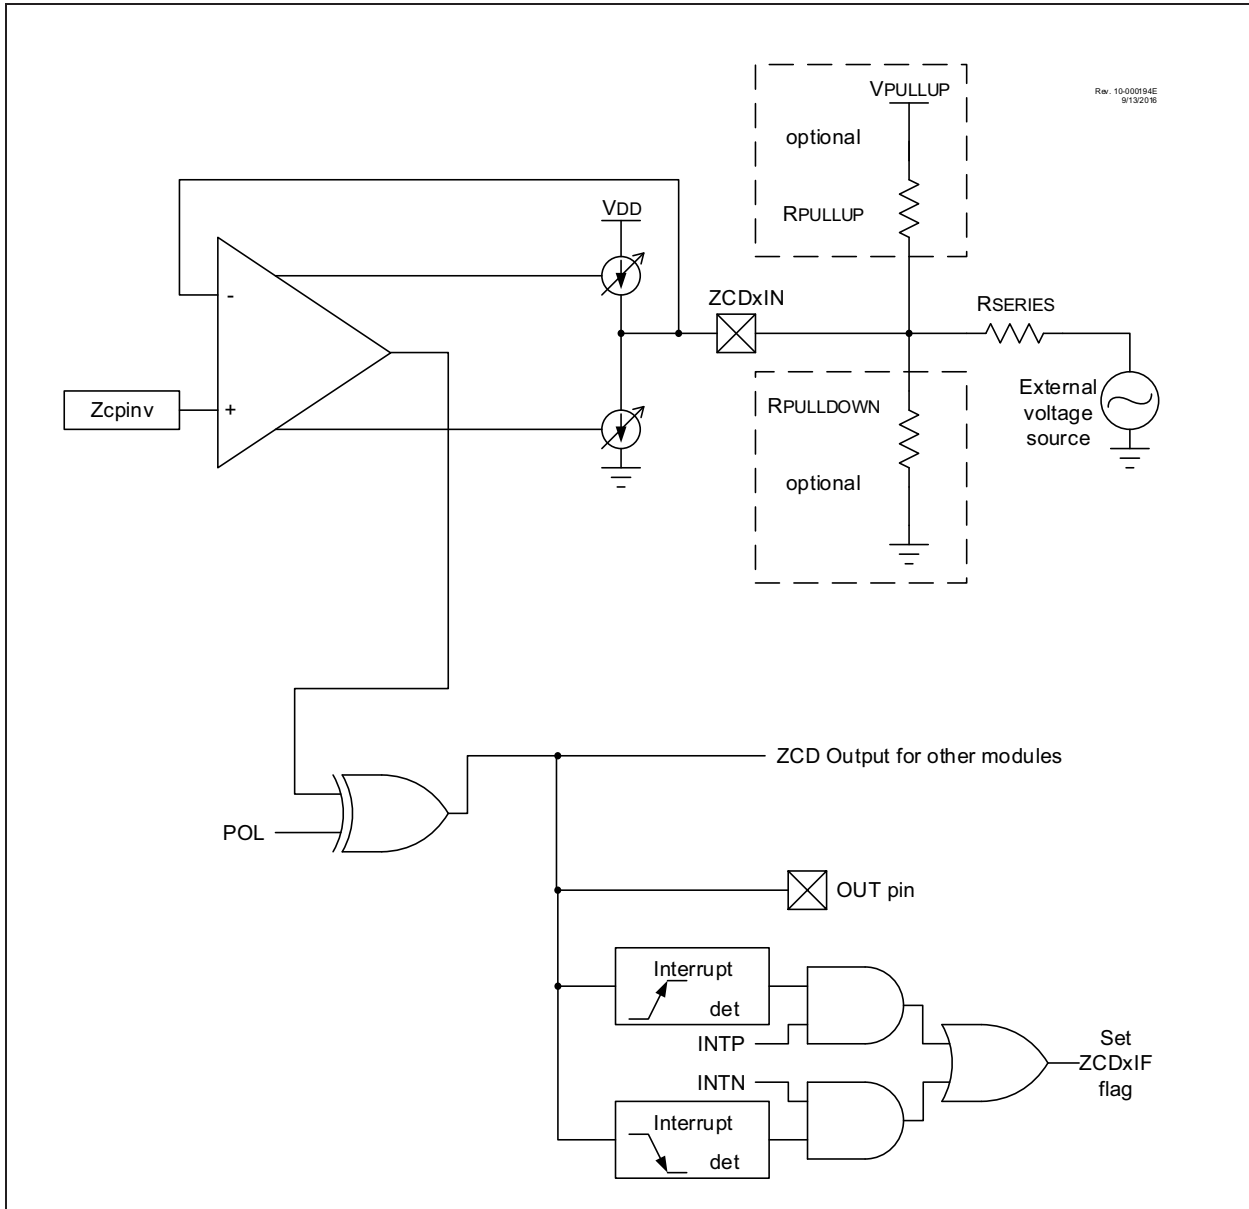 VPULLUP
Rev. 10-000194E
9/13/2016
optional
RPULLUP
VDD
ZCDxIN
RSERIES
-
Zcpinv
+
RPULLDOWN
External
voltage
source
optional
ZCD Output for other modules
POL
OUT pin
Interrupt
det
INTP
Set
ZCDxIF
flag
INTN
Interrupt
det